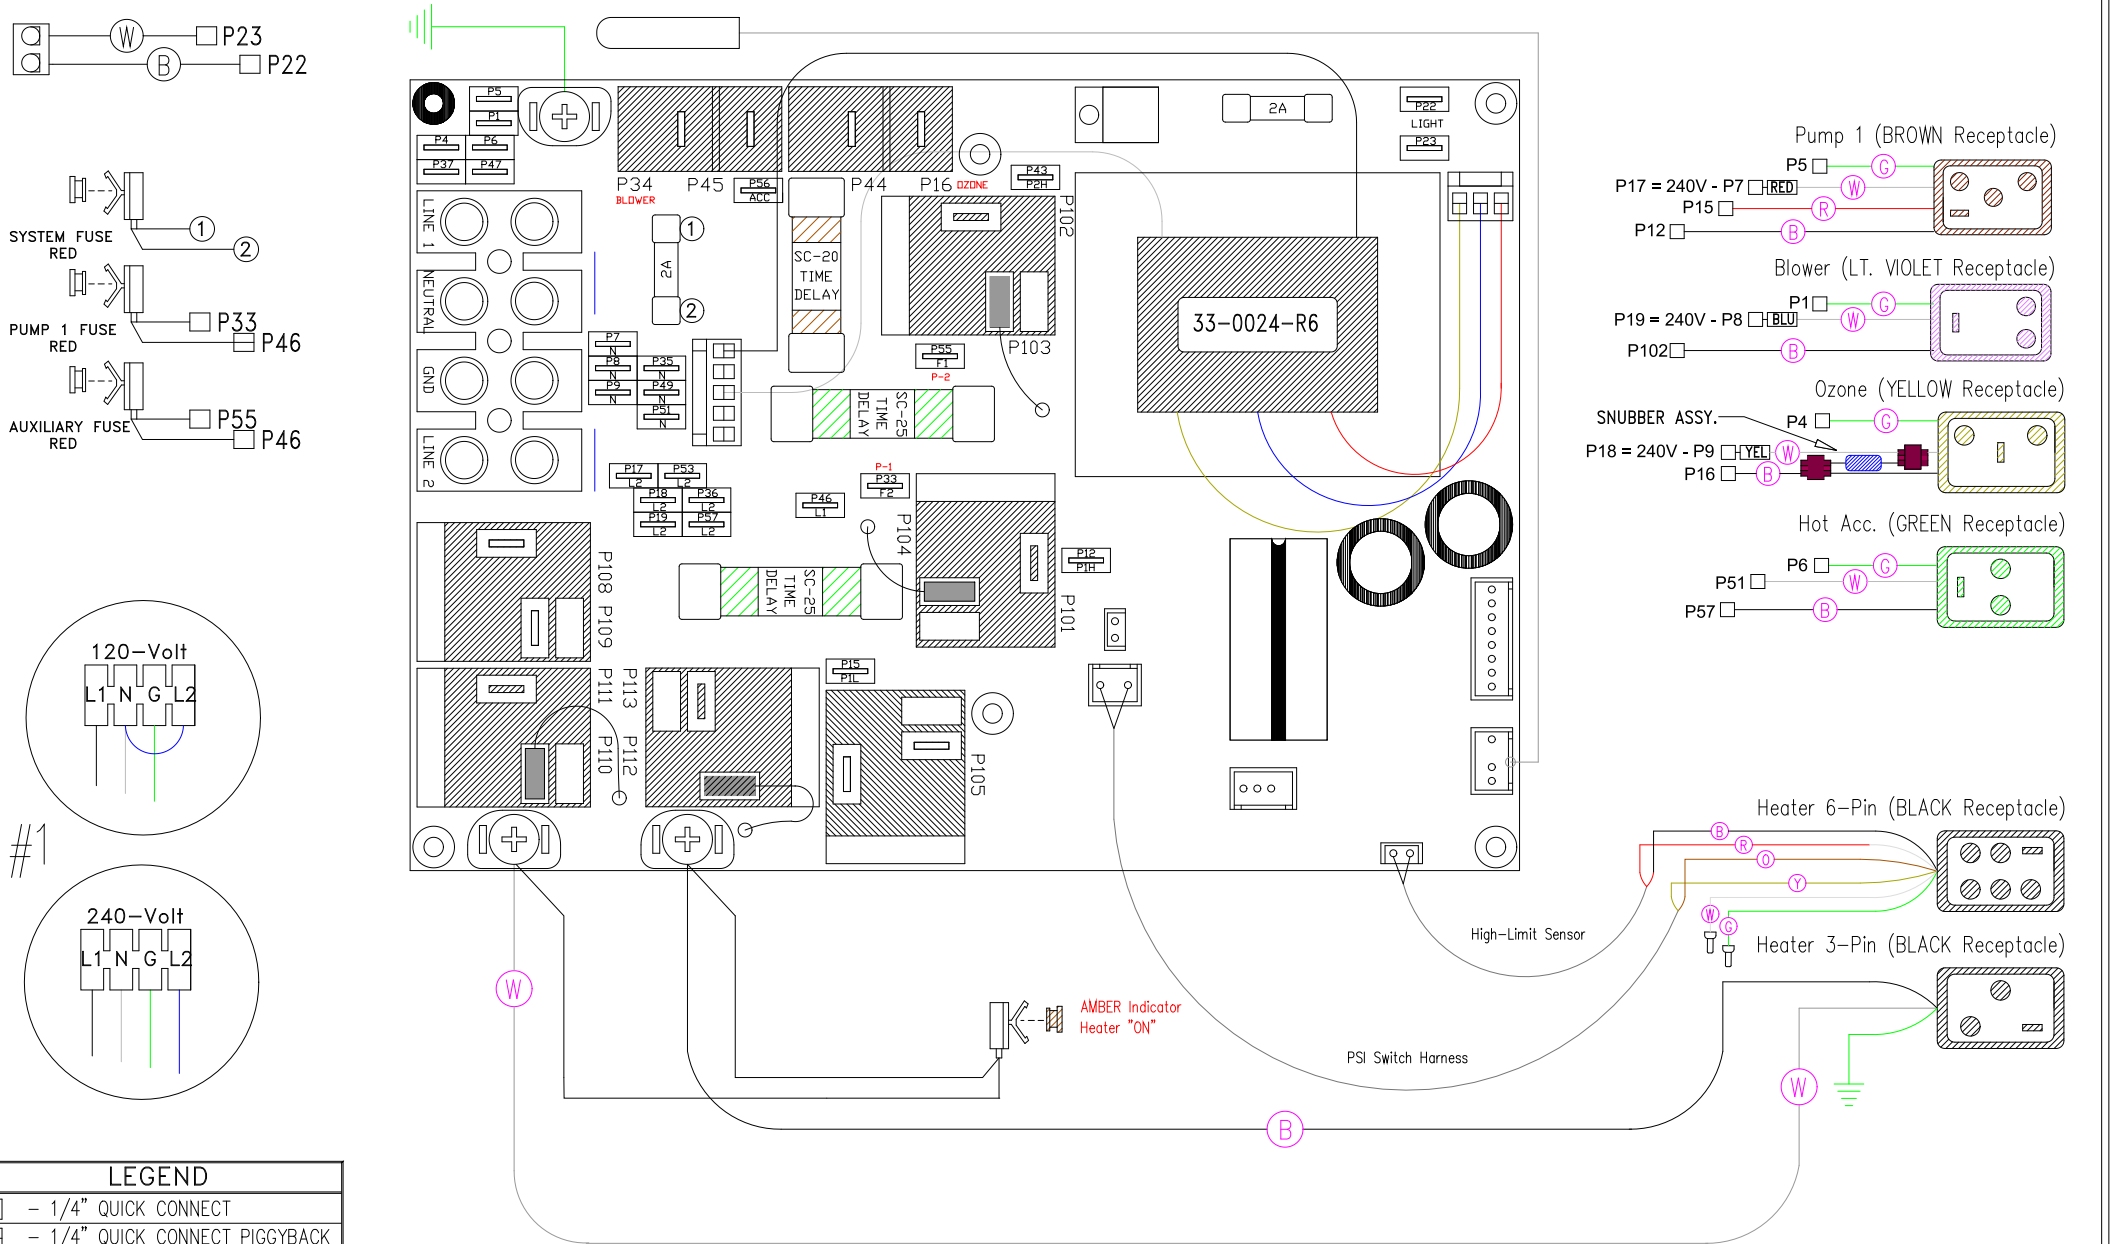 W P23
B P22
SYSTEM FUSE
RED
1
2
PUMP 1 FUSE
RED
P33
P46
AUXILIARY FUSE
RED
P55
P46
120-Volt
L1 N G L2
#1
240-Volt
L1 N G L2
LEGEND
- 1/4" QUICK CONNECT
- 1/4" QUICK CONNECT PIGGYBACK
P5
P1
P4 P6
P37 P47
P34 P45 P44 P16
BLOWER
OZONE
P56
ACC
P43
P2H
2A
P22
LIGHT
P23
LINE 1
NEUTRAL
GND
LINE 2
1
2A
2
SC-20
TIME
DELAY
P102
P103
33-0024-R6
P7
N
P8
N
P35
N
P9
N
P49
N
P51
N
P55
F1
P-2
SC-25
TIME
DELAY
P17
L2
P53
L2
P18
L2
P36
L2
P19
L2
P57
L2
P46
L1
P-1
P33
F2
P104
P101
P12
P1H
P108
P109
SC-25
TIME
DELAY
P111
P110
P113
P112
P15
P1L
P105
Pump 1 (BROWN Receptacle)
P5 G
P17 = 240V - P7 RED W
P15 R
P12 B
Blower (LT. VIOLET Receptacle)
P1 G
P19 = 240V - P8 BLU W
P102 B
Ozone (YELLOW Receptacle)
SNUBBER ASSY.
P4 G
P18 = 240V - P9 YEL W
P16 B
Hot Acc. (GREEN Receptacle)
P6 G
P51 W
P57 B
Heater 6-Pin (BLACK Receptacle)
B
R
O
Y
W
G
High-Limit Sensor
Heater 3-Pin (BLACK Receptacle)
W
AMBER Indicator
Heater "ON"
PSI Switch Harness
W
B